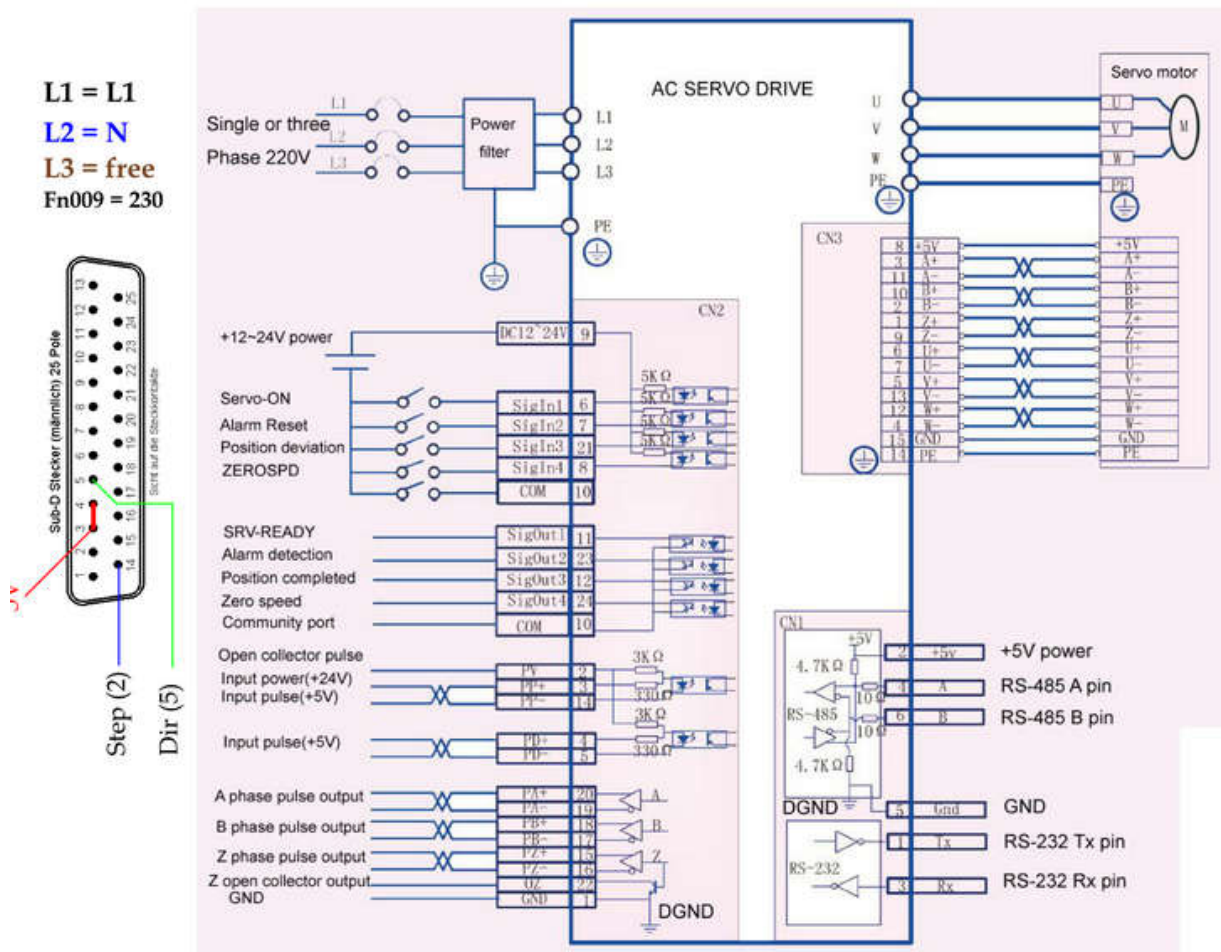 L1 = L1
L2 = N
L3 = free
Fn009 = 230
Sub-D Stecker (männlich) 25 Pole
Sicht auf die Steckkontakte
13
12
11
10
9
8
7
6
5
4
3
2
1
25
24
23
22
21
20
19
18
17
16
15
14
Step (2)
Dir (5)
AC SERVO DRIVE
Single or three
Phase 220V
L1
L2
L3
Power
filter
L1
L2
L3
PE
U
V
W
PE
Servo motor
U
V
W
PE
M
CN3
8 +5V
3 A+
11 A-
10 B+
2 B-
1 Z+
9 Z-
6 U+
7 U-
5 V+
13 V-
12 W+
4 W-
15 GND
14 PE
+5V
A+
A-
B+
B-
Z+
Z-
U+
U-
V+
V-
W+
W-
GND
PE
CN2
+12~24V power
DC12~24V 9
Servo-ON
SigIn1 6
Alarm Reset
SigIn2 7
Position deviation
SigIn3 21
ZEROSPD
SigIn4 8
COM 10
5KΩ
5KΩ
5KΩ
5KΩ
SRV-READY
SigOut1 11
Alarm detection
SigOut2 23
Position completed
SigOut3 12
Zero speed
SigOut4 24
Community port
COM 10
Open collector pulse
Input power(+24V)
PV 2
Input pulse(+5V)
PP+ 3
PP- 14
3KΩ
330Ω
Input pulse(+5V)
PD+ 4
PD- 5
3KΩ
330Ω
A phase pulse output
PA+ 20
PA- 19
A
B phase pulse output
PB+ 18
PB- 17
B
Z phase pulse output
PZ+ 15
PZ- 16
Z
Z open collector output
OZ 22
GND
GND 1
DGND
CN1
+5V
4.7KΩ
10Ω
RS-485
10Ω
4.7KΩ
DGND
2 +5v
+5V power
4 A
RS-485 A pin
6 B
RS-485 B pin
5 Gnd
GND
RS-232
1 Tx
RS-232 Tx pin
3 Rx
RS-232 Rx pin